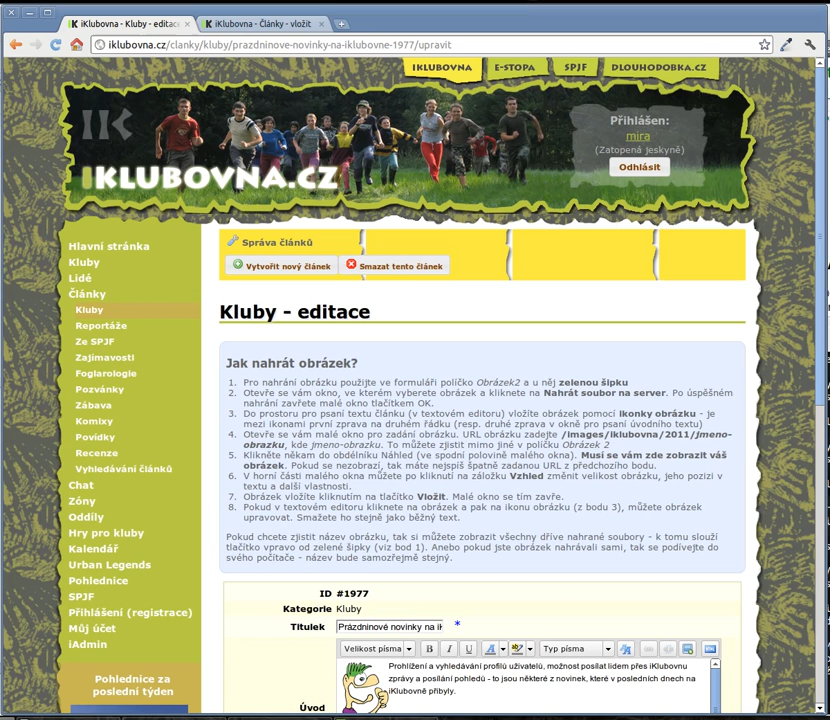 iKlubovna - Kluby - editace
iKlubovna - Články - vložit
iklubovna.cz/clanky/kluby/prazdninove-novinky-na-iklubovne-1977/upravit
IKLUBOVNA
E-STOPA
SPJF
DLOUHODOBKA.CZ
IK
IKLUBOVNA.CZ
Přihlášen:
mira
(Zatopená jeskyně)
Odhlásit
Hlavní stránka
Kluby
Lidé
Články
Kluby
Reportáže
Ze SPJF
Zajímavosti
Foglarologie
Pozvánky
Zábava
Komixy
Povídky
Recenze
Vyhledávání článků
Chat
Zóny
Oddíly
Hry pro kluby
Kalendář
Urban Legends
Pohlednice
SPJF
Přihlášení (registrace)
Můj účet
iAdmin
Pohlednice za
poslední týden
Správa článků
Vytvořit nový článek
Smazat tento článek
Kluby - editace
Jak nahrát obrázek?
1. Pro nahrání obrázku použijte ve formuláři políčko Obrázek2 a u něj zelenou šipku
2. Otevře se vám okno, ve kterém vyberete obrázek a kliknete na Nahrát soubor na server. Po úspěšném
nahrání zavřete malé okno tlačítkem OK.
3. Do prostoru pro psaní textu článku (v textovém editoru) vložíte obrázek pomocí ikonky obrázku - je
mezi ikonami první zprava na druhém řádku (resp. druhé zprava v okně pro psaní úvodního textu)
4. Otevře se vám malé okno pro zadání obrázku. URL obrázku zadejte /images/iklubovna/2011/jmeno-
obrazku, kde jmeno-obrazku. To můžete zjistit mimo jiné v políčku Obrázek 2
5. Klikněte někam do obdélníku Náhled (ve spodní polovině malého okna). Musí se vám zde zobrazit váš
obrázek. Pokud se nezobrazí, tak máte nejspíš špatně zadanou URL z předchozího bodu.
6. V horní části malého okna můžete po kliknutí na záložku Vzhled změnit velikost obrázku, jeho pozici v
textu a další vlastnosti.
7. Obrázek vložíte kliknutím na tlačítko Vložit. Malé okno se tím zavře.
8. Pokud v textovém editoru kliknete na obrázek a pak na ikonu obrázku (z bodu 3), můžete obrázek
upravovat. Smažete ho stejně jako běžný text.
Pokud chcete zjistit název obrázku, tak si můžete zobrazit všechny dříve nahrané soubory - k tomu slouží
tlačítko vpravo od zelené šipky (viz bod 1). Anebo pokud jste obrázek nahrávali sami, tak se podívejte do
svého počítače - název bude samozřejmě stejný.
ID #1977
Kategorie Kluby
Titulek Prázdninové novinky na ik *
Velikost písma B I U A ab Typ písma
Úvod
Prohlížení a vyhledávání profilů uživatelů, možnost posílat lidem přes iKlubovnu
zprávy a posílání pohledů - to jsou některé z novinek, které v posledních dnech na
iKlubovně přibyly.